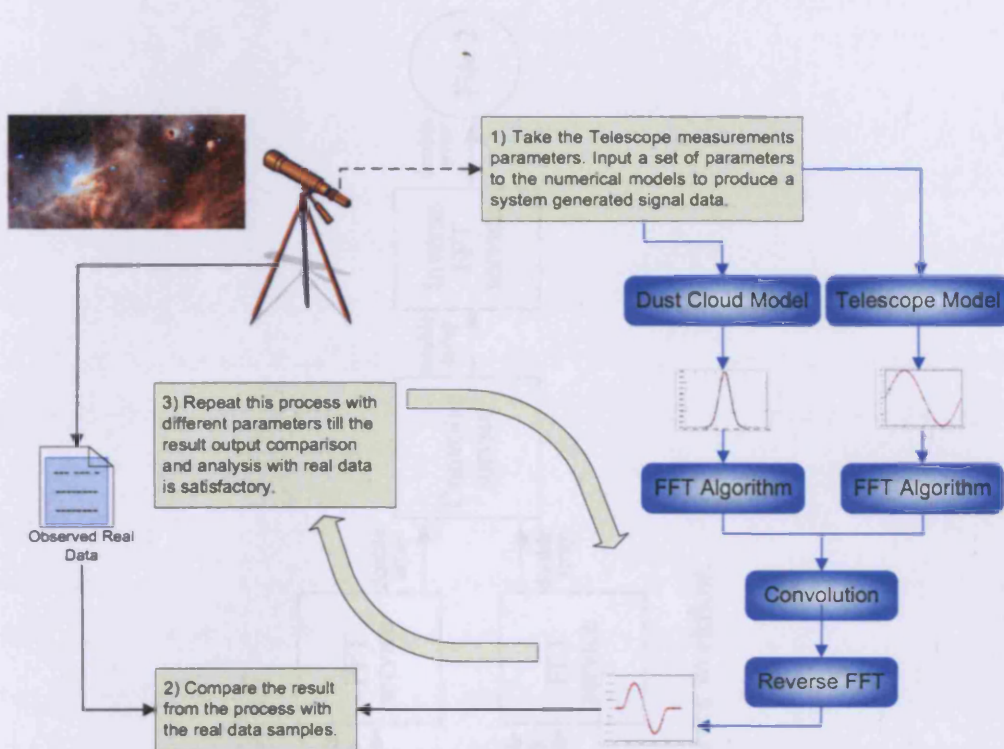 1) Take the Telescope measurements
parameters. Input a set of parameters
to the numerical models to produce a
system generated signal data.
Dust Cloud Model
Telescope Model
3) Repeat this process with
different parameters till the
result output comparison
and analysis with real data
is satisfactory.
FFT Algorithm
FFT Algorithm
Observed Real
Data
Convolution
Reverse FFT
2) Compare the result
from the process with
the real data samples.